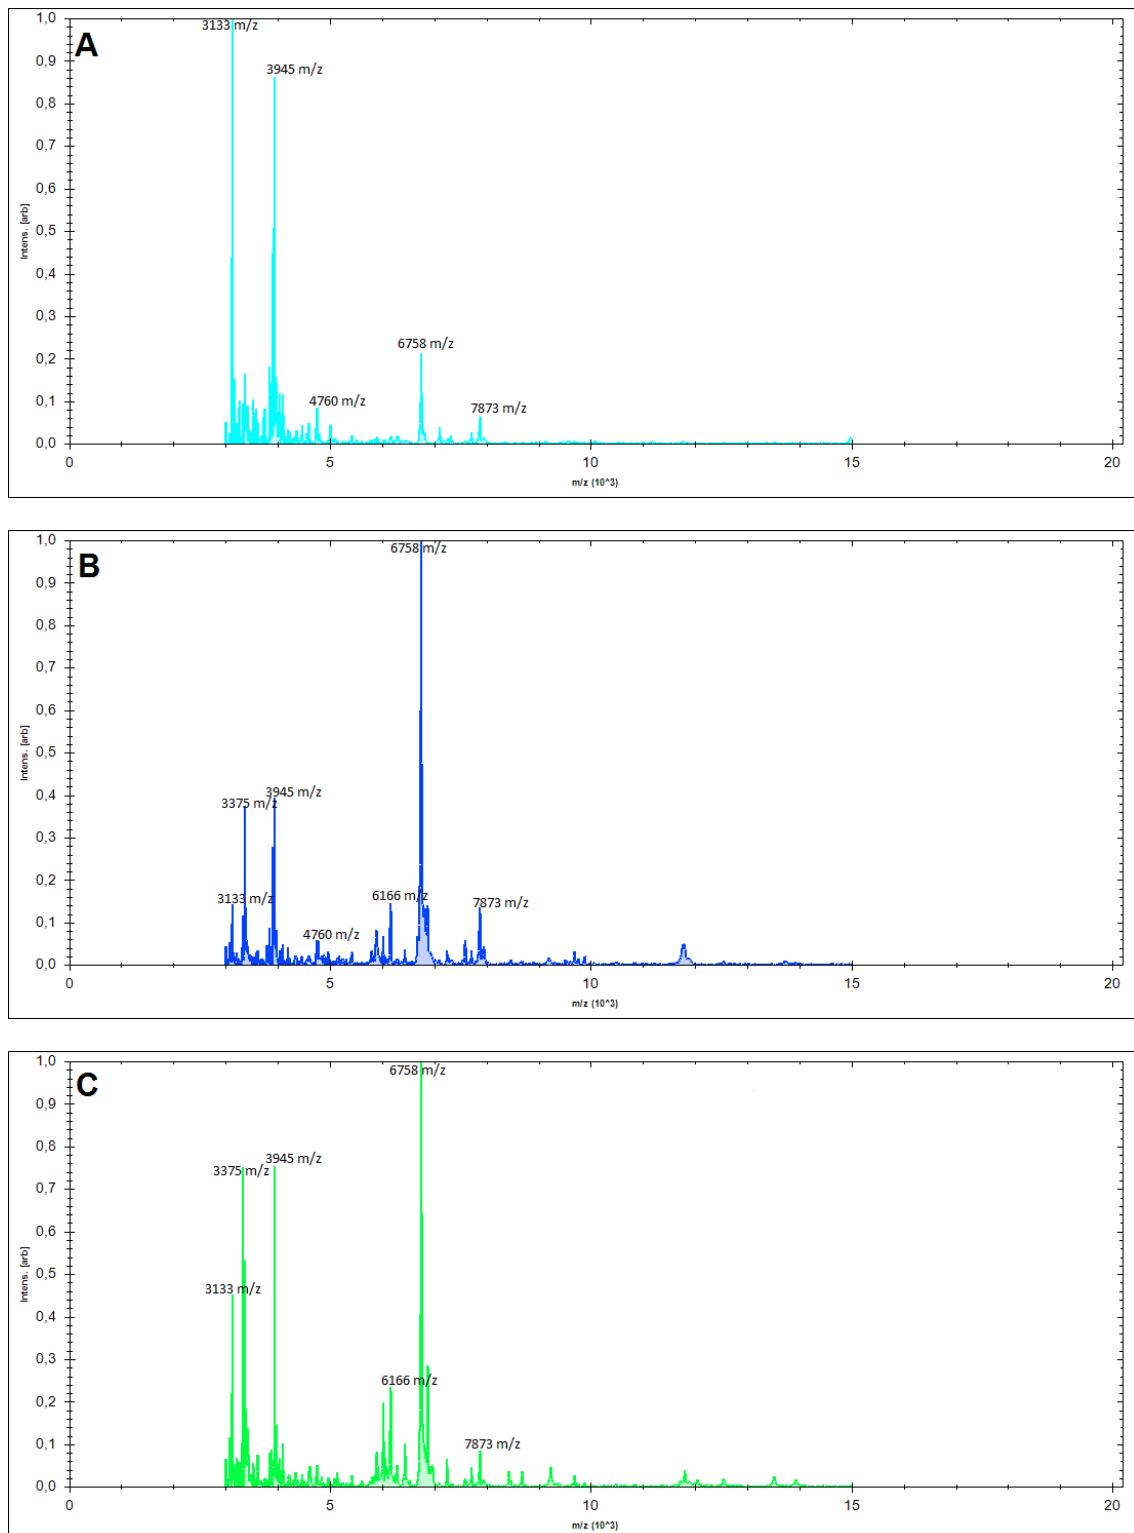 A
3133 m/z
3945 m/z
6758 m/z
4760 m/z
7873 m/z
1,0
0,9
0,8
0,7
0,6
0,5
0,4
0,3
0,2
0,1
0,0
Intens. [arb]
0 5 10 15 20
m/z (10^3)
B
6758 m/z
3945 m/z
3375 m/z
3133 m/z
6166 m/z
7873 m/z
4760 m/z
1,0
0,9
0,8
0,7
0,6
0,5
0,4
0,3
0,2
0,1
0,0
Intens. [arb]
0 5 10 15 20
m/z (10^3)
C
6758 m/z
3945 m/z
3375 m/z
3133 m/z
6166 m/z
7873 m/z
1,0
0,9
0,8
0,7
0,6
0,5
0,4
0,3
0,2
0,1
0,0
Intens. [arb]
0 5 10 15 20
m/z (10^3)